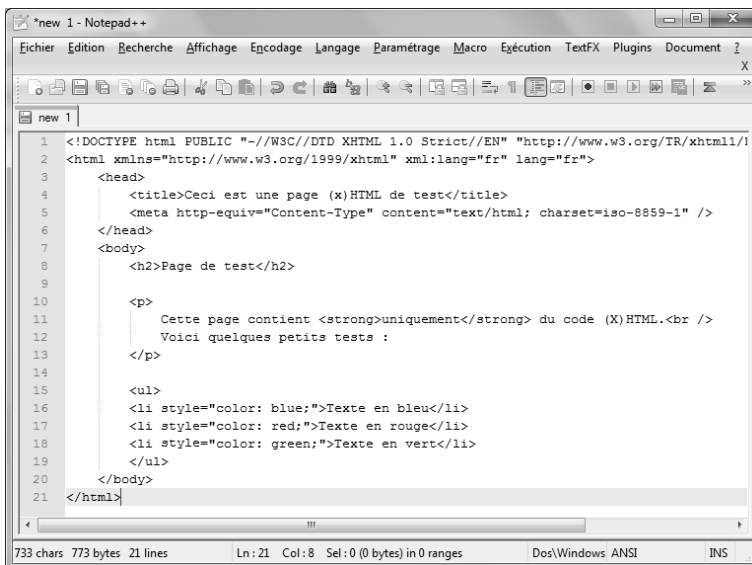 *new 1 - Notepad++
Fichier Edition Recherche Affichage Encodage Langage Paramétrage Macro Exécution TextFX Plugins Document ?
X
new 1
1 <!DOCTYPE html PUBLIC "-//W3C//DTD XHTML 1.0 Strict//EN" "http://www.w3.org/TR/xhtml1/
2 <html xmlns="http://www.w3.org/1999/xhtml" xml:lang="fr" lang="fr">
3 <head>
4 <title>Ceci est une page (x)HTML de test</title>
5 <meta http-equiv="Content-Type" content="text/html; charset=iso-8859-1" />
6 </head>
7 <body>
8 <h2>Page de test</h2>
9
10 <p>
11 Cette page contient <strong>uniquement</strong> du code (X)HTML.<br />
12 Voici quelques petits tests :
13 </p>
14
15 <ul>
16 <li style="color: blue;">Texte en bleu</li>
17 <li style="color: red;">Texte en rouge</li>
18 <li style="color: green;">Texte en vert</li>
19 </ul>
20 </body>
21 </html>
733 chars 773 bytes 21 lines Ln : 21 Col : 8 Sel : 0 (0 bytes) in 0 ranges Dos\Windows ANSI INS